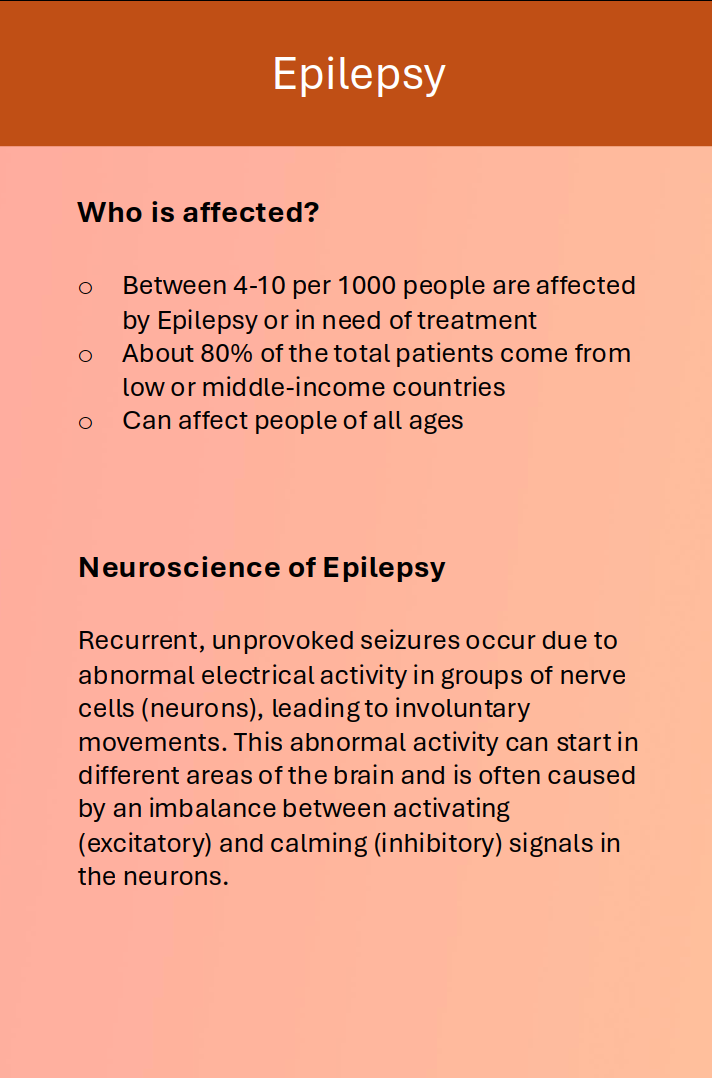 Epilepsy
Who is affected?
o Between 4-10 per 1000 people are affected
by Epilepsy or in need of treatment
o About 80% of the total patients come from
low or middle-income countries
o Can affect people of all ages
Neuroscience of Epilepsy
Recurrent, unprovoked seizures occur due to
abnormal electrical activity in groups of nerve
cells (neurons), leading to involuntary
movements. This abnormal activity can start in
different areas of the brain and is often caused
by an imbalance between activating
(excitatory) and calming (inhibitory) signals in
the neurons.